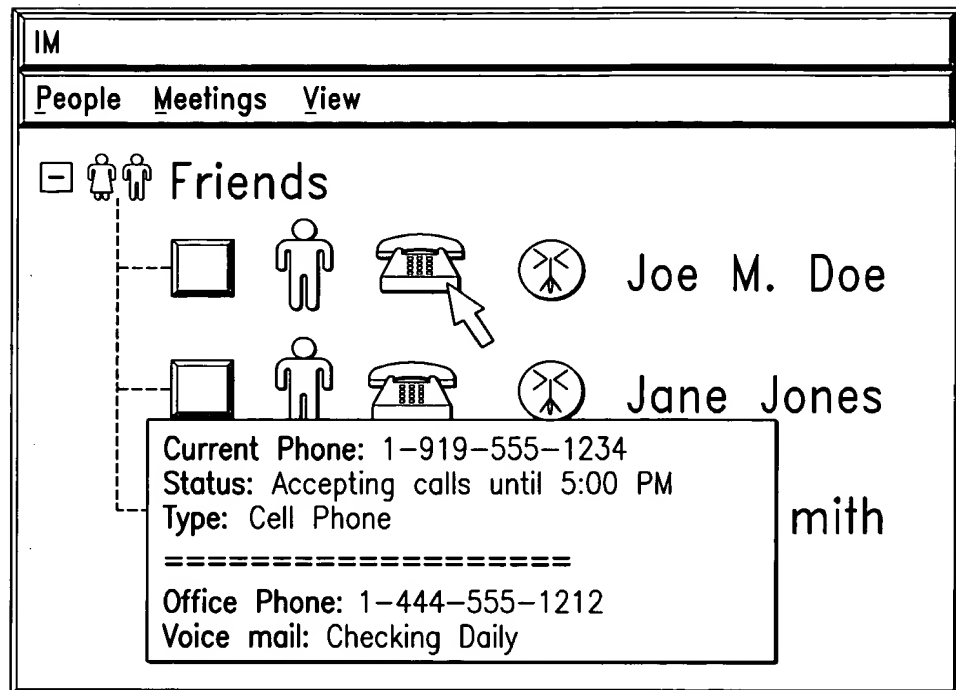 IM
People Meetings View
Friends
Joe M. Doe
Jane Jones
Current Phone: 1-919-555-1234
Status: Accepting calls until 5:00 PM
Type: Cell Phone
mith
===================
Office Phone: 1-444-555-1212
Voice mail: Checking Daily